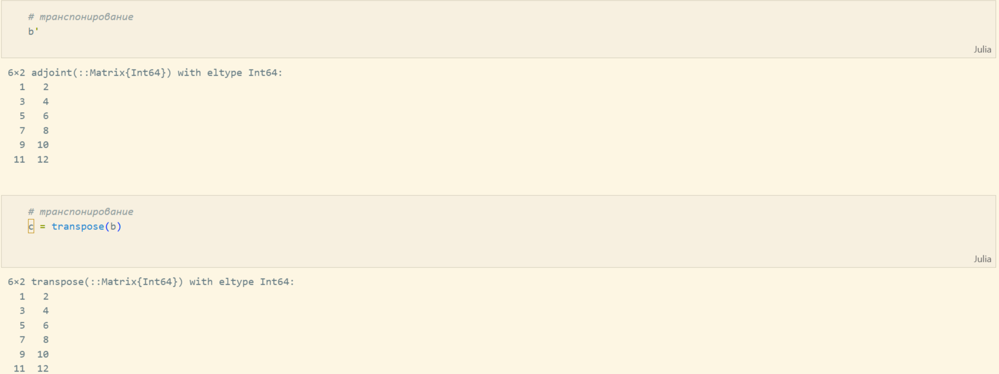 # транспонирование
b'
Julia
6×2 adjoint(::Matrix{Int64}) with eltype Int64:
1 2
3 4
5 6
7 8
9 10
11 12
# транспонирование
c = transpose(b)
Julia
6×2 transpose(::Matrix{Int64}) with eltype Int64:
1 2
3 4
5 6
7 8
9 10
11 12